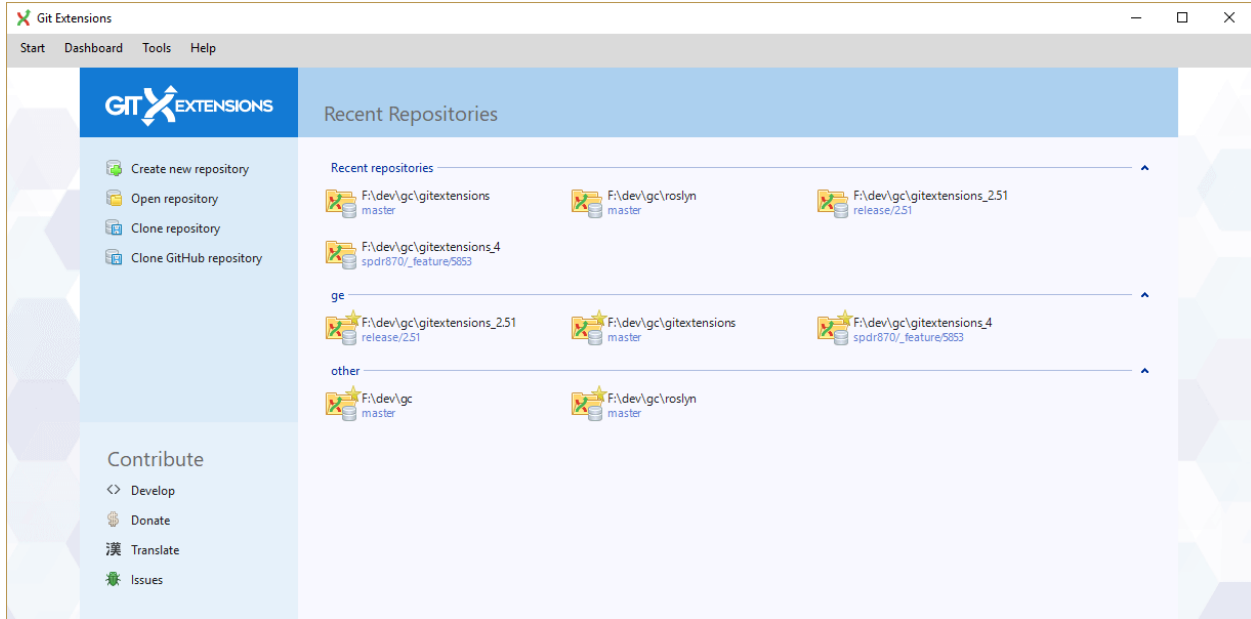 Git Extensions
Start Dashboard Tools Help
GIT EXTENSIONS
Recent Repositories
Create new repository
Open repository
Clone repository
Clone GitHub repository
Recent repositories
F:\dev\gc\gitextensions
master
F:\dev\gc\roslyn
master
F:\dev\gc\gitextensions_2.51
release/2.51
F:\dev\gc\gitextensions_4
spdr870/_feature/5853
ge
F:\dev\gc\gitextensions_2.51
release/2.51
F:\dev\gc\gitextensions
master
F:\dev\gc\gitextensions_4
spdr870/_feature/5853
other
F:\dev\gc
master
F:\dev\gc\roslyn
master
Contribute
Develop
Donate
漢 Translate
Issues